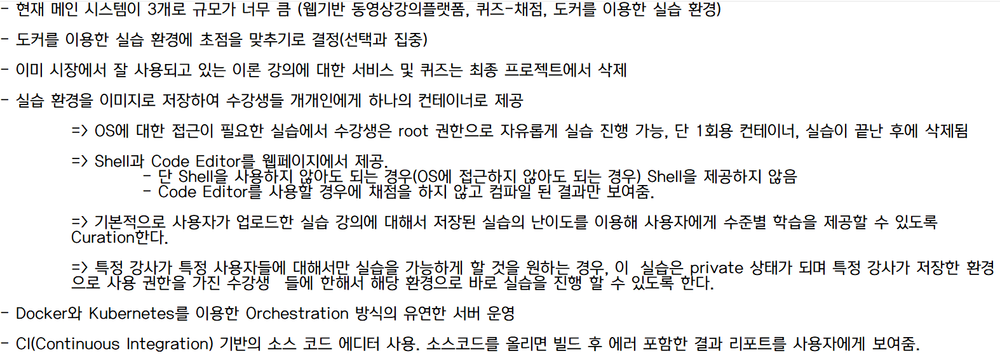 - 현재 메인 시스템이 3개로 규모가 너무 큼 (웹기반 동영상강의플랫폼, 퀴즈-채점, 도커를 이용한 실습 환경)
- 도커를 이용한 실습 환경에 초점을 맞추기로 결정(선택과 집중)
- 이미 시장에서 잘 사용되고 있는 이론 강의에 대한 서비스 및 퀴즈는 최종 프로젝트에서 삭제
- 실습 환경을 이미지로 저장하여 수강생들 개개인에게 하나의 컨테이너로 제공
=> OS에 대한 접근이 필요한 실습에서 수강생은 root 권한으로 자유롭게 실습 진행 가능, 단 1회용 컨테이너, 실습이 끝난 후에 삭제됨
=> Shell과 Code Editor를 웹페이지에서 제공.
- 단 Shell을 사용하지 않아도 되는 경우(OS에 접근하지 않아도 되는 경우) Shell을 제공하지 않음
- Code Editor를 사용할 경우에 채점을 하지 않고 컴파일 된 결과만 보여줌.
=> 기본적으로 사용자가 업로드한 실습 강의에 대해서 저장된 실습의 난이도를 이용해 사용자에게 수준별 학습을 제공할 수 있도록
Curation한다.
=> 특정 강사가 특정 사용자들에 대해서만 실습을 가능하게 할 것을 원하는 경우, 이 실습은 private 상태가 되며 특정 강사가 저장한 환경
으로 사용 권한을 가진 수강생 들에 한해서 해당 환경으로 바로 실습을 진행 할 수 있도록 한다.
- Docker와 Kubernetes를 이용한 Orchestration 방식의 유연한 서버 운영
- CI(Continuous Integration) 기반의 소스 코드 에디터 사용. 소스코드를 올리면 빌드 후 에러 포함한 결과 리포트를 사용자에게 보여줌.